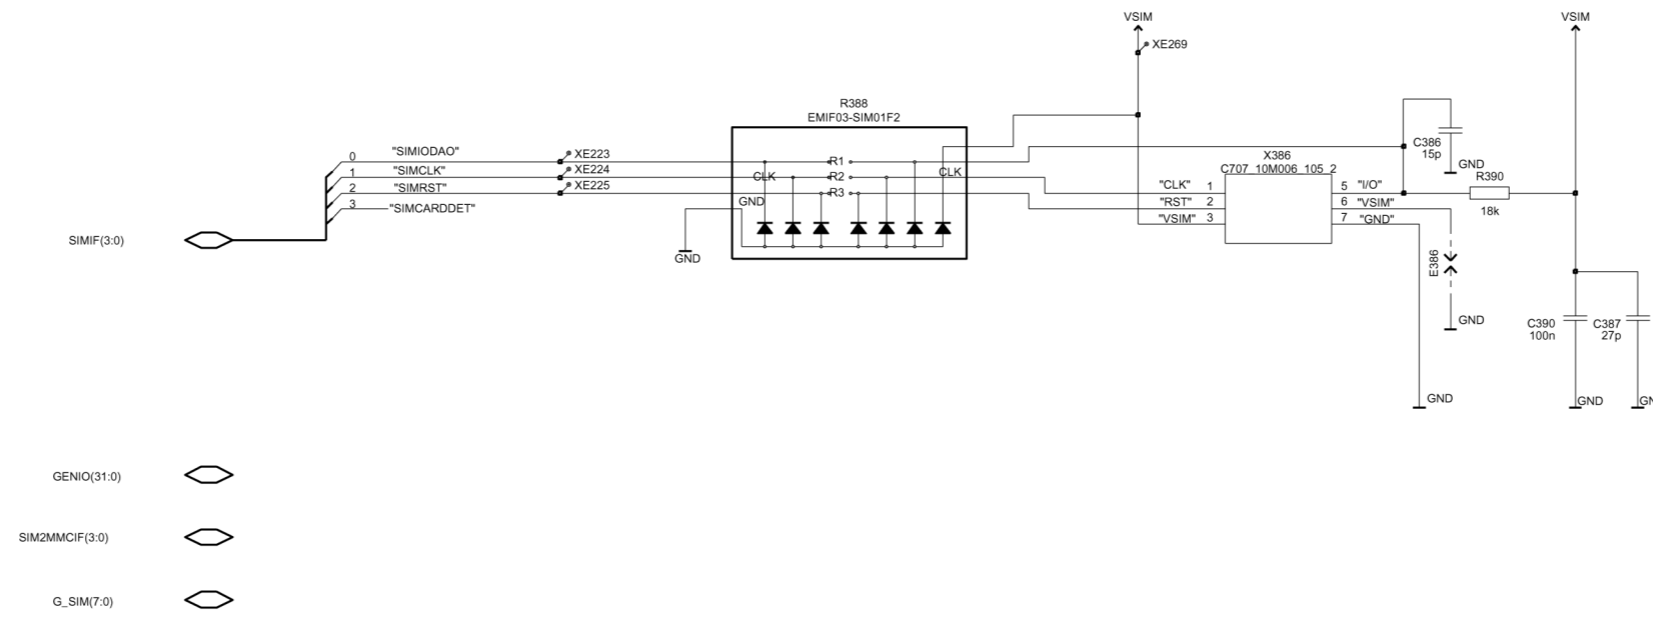 VSIM
XE269
VSIM
R388
EMIF03-SIM01F2
0 "SIMIODAO" XE223
1 "SIMCLK" XE224
2 "SIMRST" XE225
3 "SIMCARDDET"
SIMIF(3:0)
R1
CLK R2 CLK
R3
GND
GND
C386
15p
GND
X386
C707_10M006_105_2
"CLK" 1 5 "I/O"
"RST" 2 6 "VSIM"
"VSIM" 3 7 "GND"
R390
18k
E386
GND
C390
100n
C387
27p
GND
GND
GENIO(31:0)
SIM2MMCIF(3:0)
G_SIM(7:0)